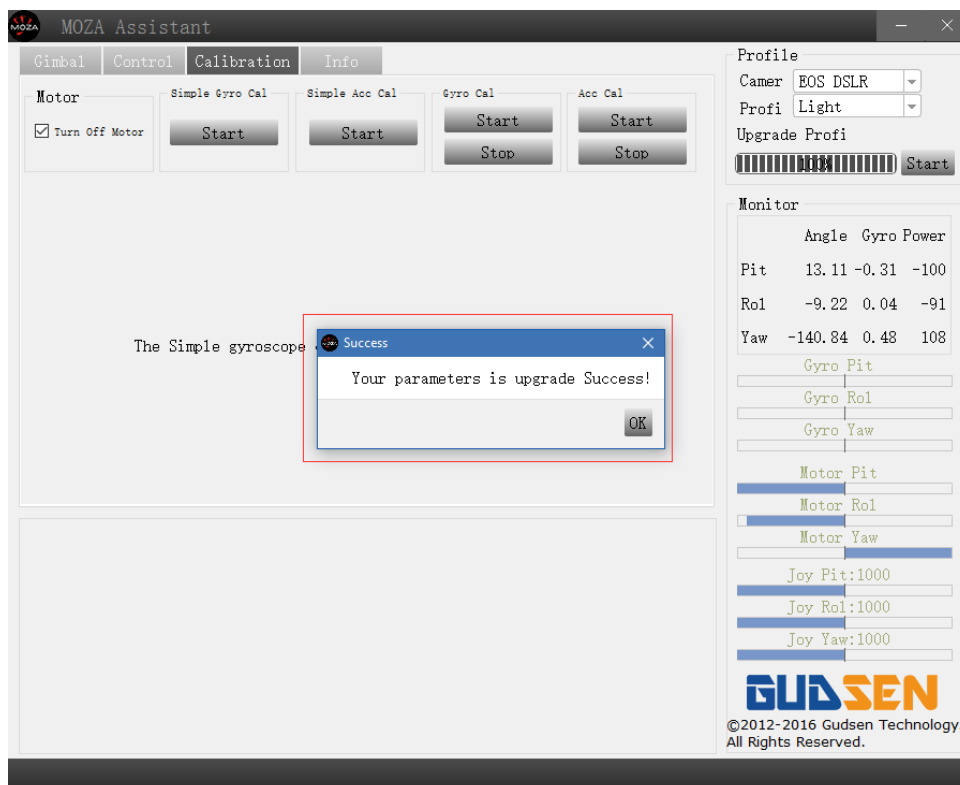 MOZA
MOZA Assistant
Gimbal Control Calibration Info
Motor
Turn Off Motor
Simple Gyro Cal
Start
Simple Acc Cal
Start
Gyro Cal
Start
Stop
Acc Cal
Start
Stop
The Simple gyroscope
Success
Your parameters is upgrade Success!
OK
Profile
Camer EOS DSLR
Profi Light
Upgrade Profi
100% Start
Monitor
Angle Gyro Power
Pit 13.11 -0.31 -100
Rol -9.22 0.04 -91
Yaw -140.84 0.48 108
Gyro Pit
Gyro Rol
Gyro Yaw
Motor Pit
Motor Rol
Motor Yaw
Joy Pit:1000
Joy Rol:1000
Joy Yaw:1000
GUDSEN
©2012-2016 Gudsen Technology.
All Rights Reserved.